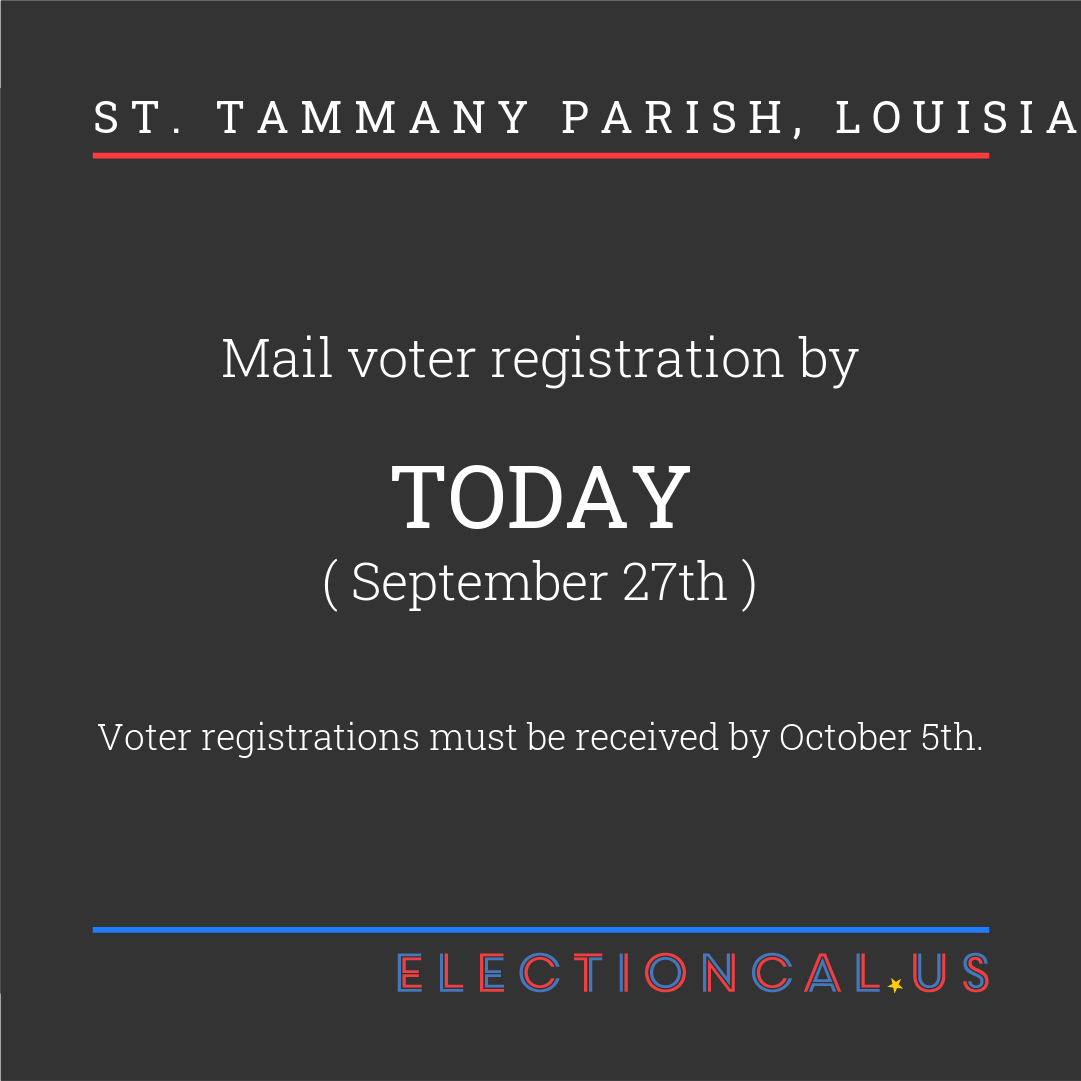 ST. TAMMANY PARISH, LOUISIA
Mail voter registration by
TODAY
( September 27th )
Voter registrations must be received by October 5th.
ELECTIONCAL.US